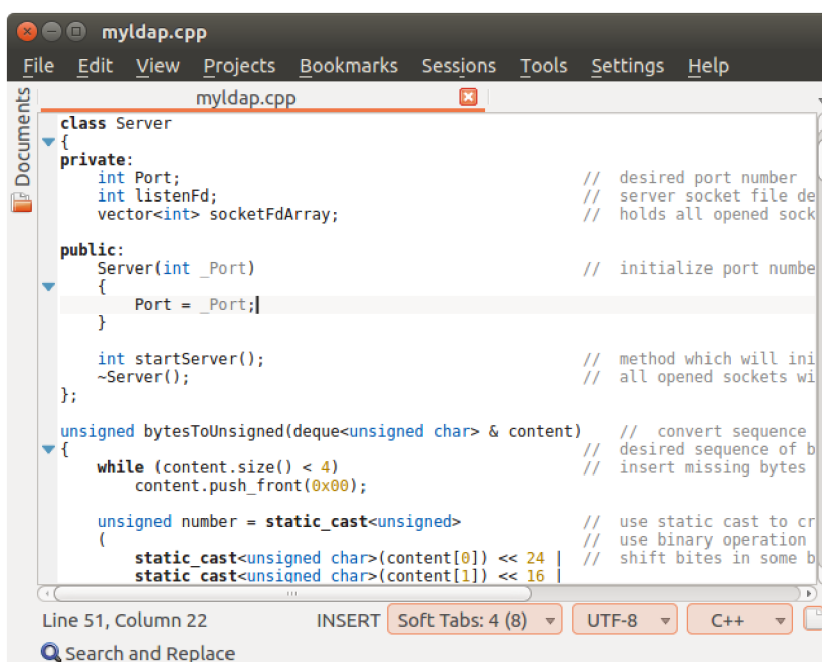 myldap.cpp
File Edit View Projects Bookmarks Sessions Tools Settings Help
Documents
myldap.cpp
class Server
{
private:
    int Port;                                           //  desired port number
    int listenFd;                                       //  server socket file de
    vector<int> socketFdArray;                          //  holds all opened sock
public:
    Server(int _Port)                                   //  initialize port numbe
    {
        Port = _Port;
    }
    int startServer();                                  //  method which will ini
    ~Server();                                          //  all opened sockets wi
};
unsigned bytesToUnsigned(deque<unsigned char> & content)    //  convert sequence
{                                                       //  desired sequence of b
    while (content.size() < 4)                          //  insert missing bytes
        content.push_front(0x00);
    unsigned number = static_cast<unsigned>             //  use static cast to cr
    (                                                   //  use binary operation
        static_cast<unsigned char>(content[0]) << 24 |  //  shift bites in some b
        static_cast<unsigned char>(content[1]) << 16 |
Line 51, Column 22 INSERT Soft Tabs: 4 (8) UTF-8 C++
Search and Replace